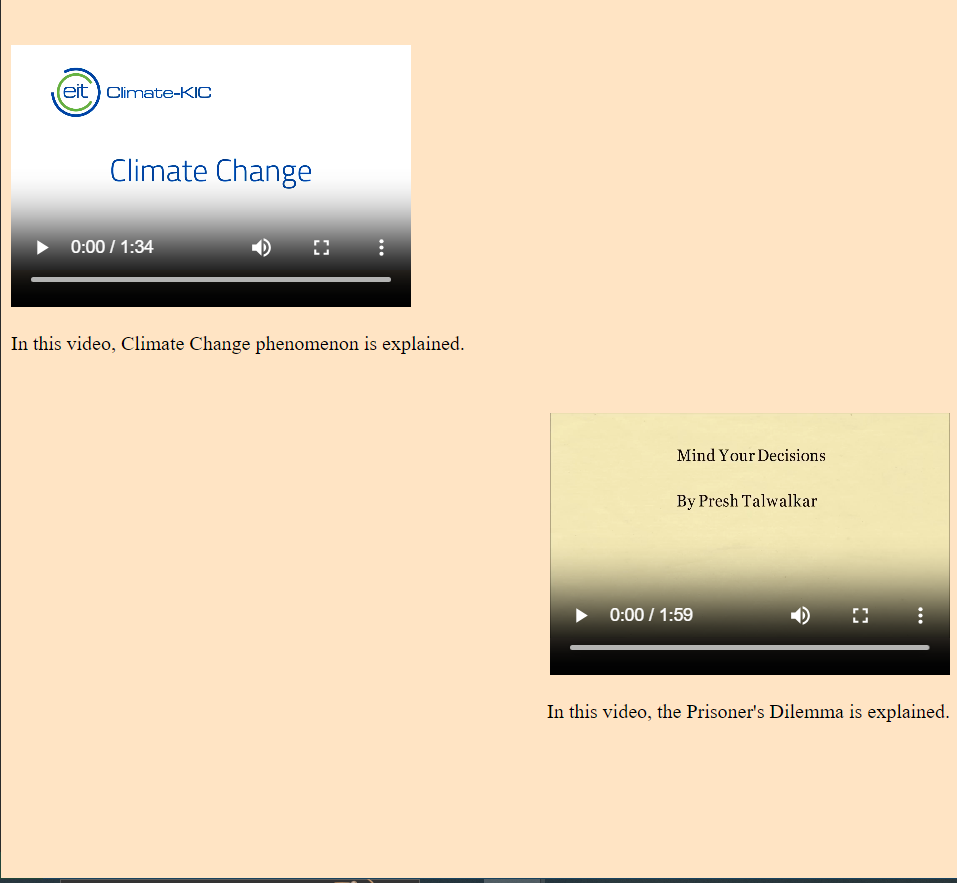 eit Climate-KIC
Climate Change
0:00 / 1:34
In this video, Climate Change phenomenon is explained.
Mind Your Decisions
By Presh Talwalkar
0:00 / 1:59
In this video, the Prisoner's Dilemma is explained.